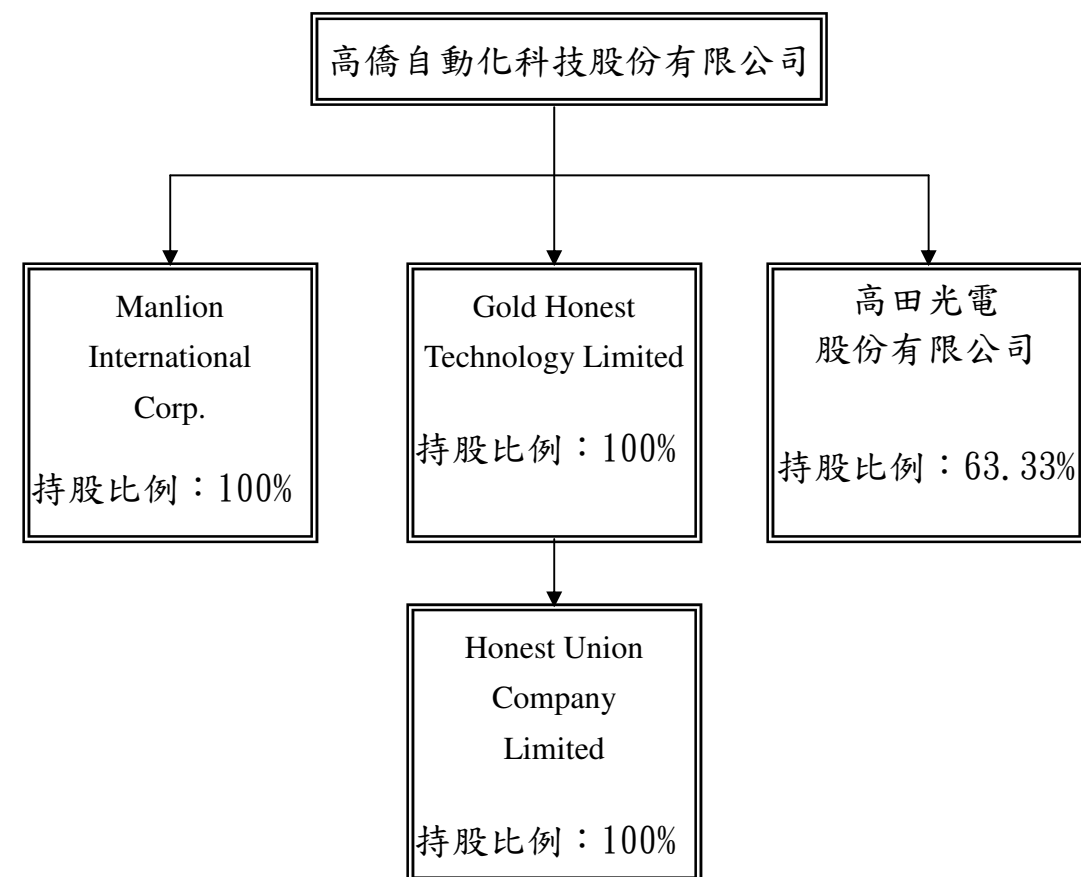 高僑自動化科技股份有限公司
Manlion
International
Corp.
持股比例：100%
Gold Honest
Technology Limited
持股比例：100%
高田光電
股份有限公司
持股比例：63.33%
Honest Union
Company
Limited
持股比例：100%